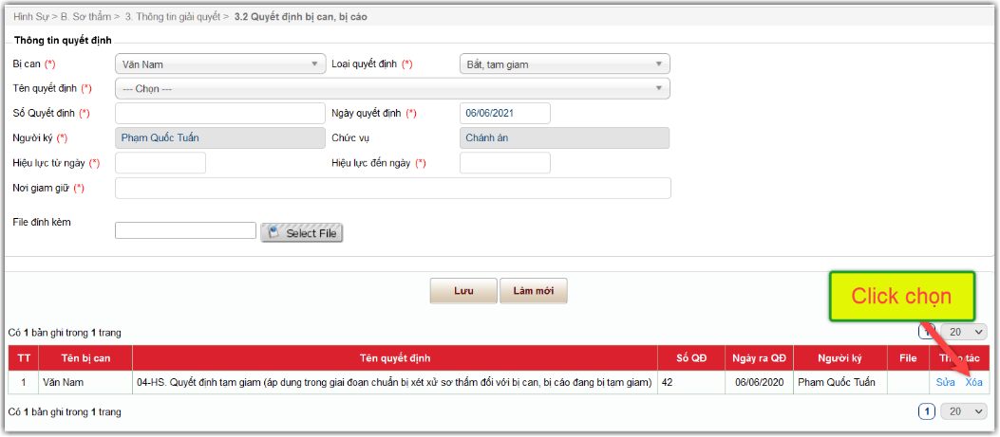 Hình Sự > B. Sơ thẩm > 3. Thông tin giải quyết > 3.2 Quyết định bị can, bị cáo
Thông tin quyết định
Bị can (*) Văn Nam Loại quyết định (*) Bắt, tạm giam
Tên quyết định (*) --- Chọn ---
Số Quyết định (*) Ngày quyết định (*) 06/06/2021
Người ký (*) Phạm Quốc Tuấn Chức vụ Chánh án
Hiệu lực từ ngày (*) Hiệu lực đến ngày (*)
Nơi giam giữ (*)
File đính kèm Select File
Lưu Làm mới
Click chọn
Có 1 bản ghi trong 1 trang 1 20
TT Tên bị can Tên quyết định Số QĐ Ngày ra QĐ Người ký File Thao tác
1 Văn Nam 04-HS. Quyết định tạm giam (áp dụng trong giai đoạn chuẩn bị xét xử sơ thẩm đối với bị can, bị cáo đang bị tạm giam) 42 06/06/2020 Phạm Quốc Tuấn Sửa Xóa
Có 1 bản ghi trong 1 trang 1 20